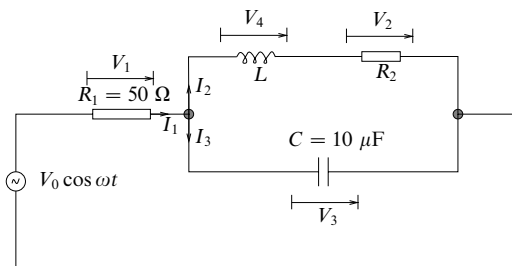 V₄
V₂
V₁
L
R₂
R₁ = 50 Ω
I₂
I₁
I₃
C = 10 μF
V₀ cos ωt
V₃